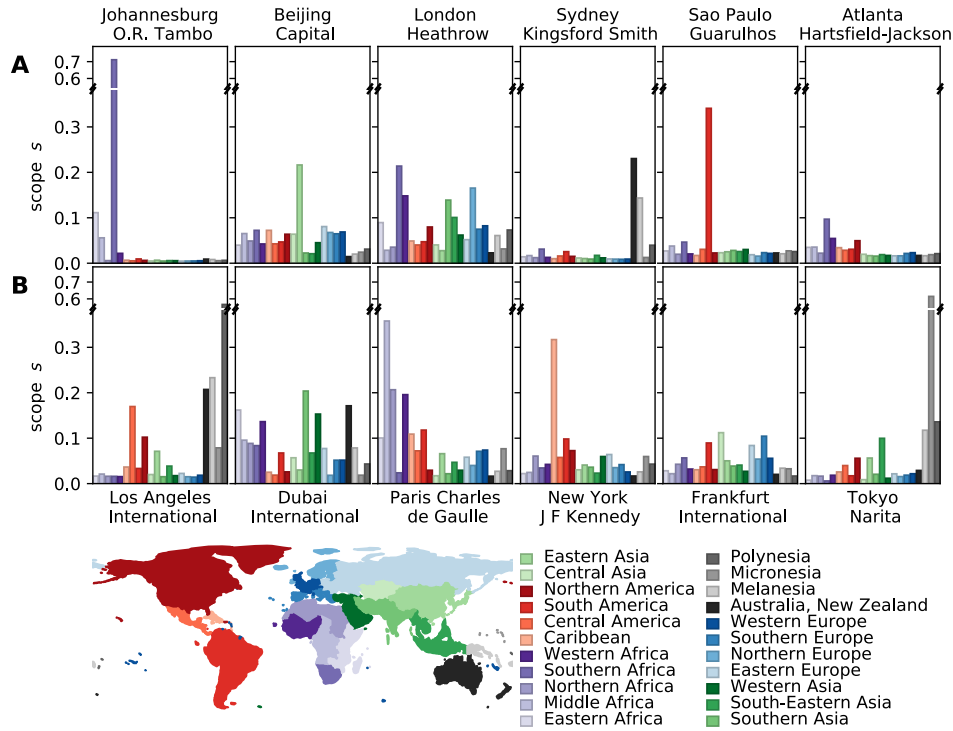 Johannesburg
O.R. Tambo
Beijing
Capital
London
Heathrow
Sydney
Kingsford Smith
Sao Paulo
Guarulhos
Atlanta
Hartsfield-Jackson
A
0.7
0.6
0.3
0.2
0.1
0.0
scope s
B
0.7
0.6
0.3
0.2
0.1
0.0
scope s
Los Angeles
International
Dubai
International
Paris Charles
de Gaulle
New York
J F Kennedy
Frankfurt
International
Tokyo
Narita
Eastern Asia
Central Asia
Northern America
South America
Central America
Caribbean
Western Africa
Southern Africa
Northern Africa
Middle Africa
Eastern Africa
Polynesia
Micronesia
Melanesia
Australia, New Zealand
Western Europe
Southern Europe
Northern Europe
Eastern Europe
Western Asia
South-Eastern Asia
Southern Asia